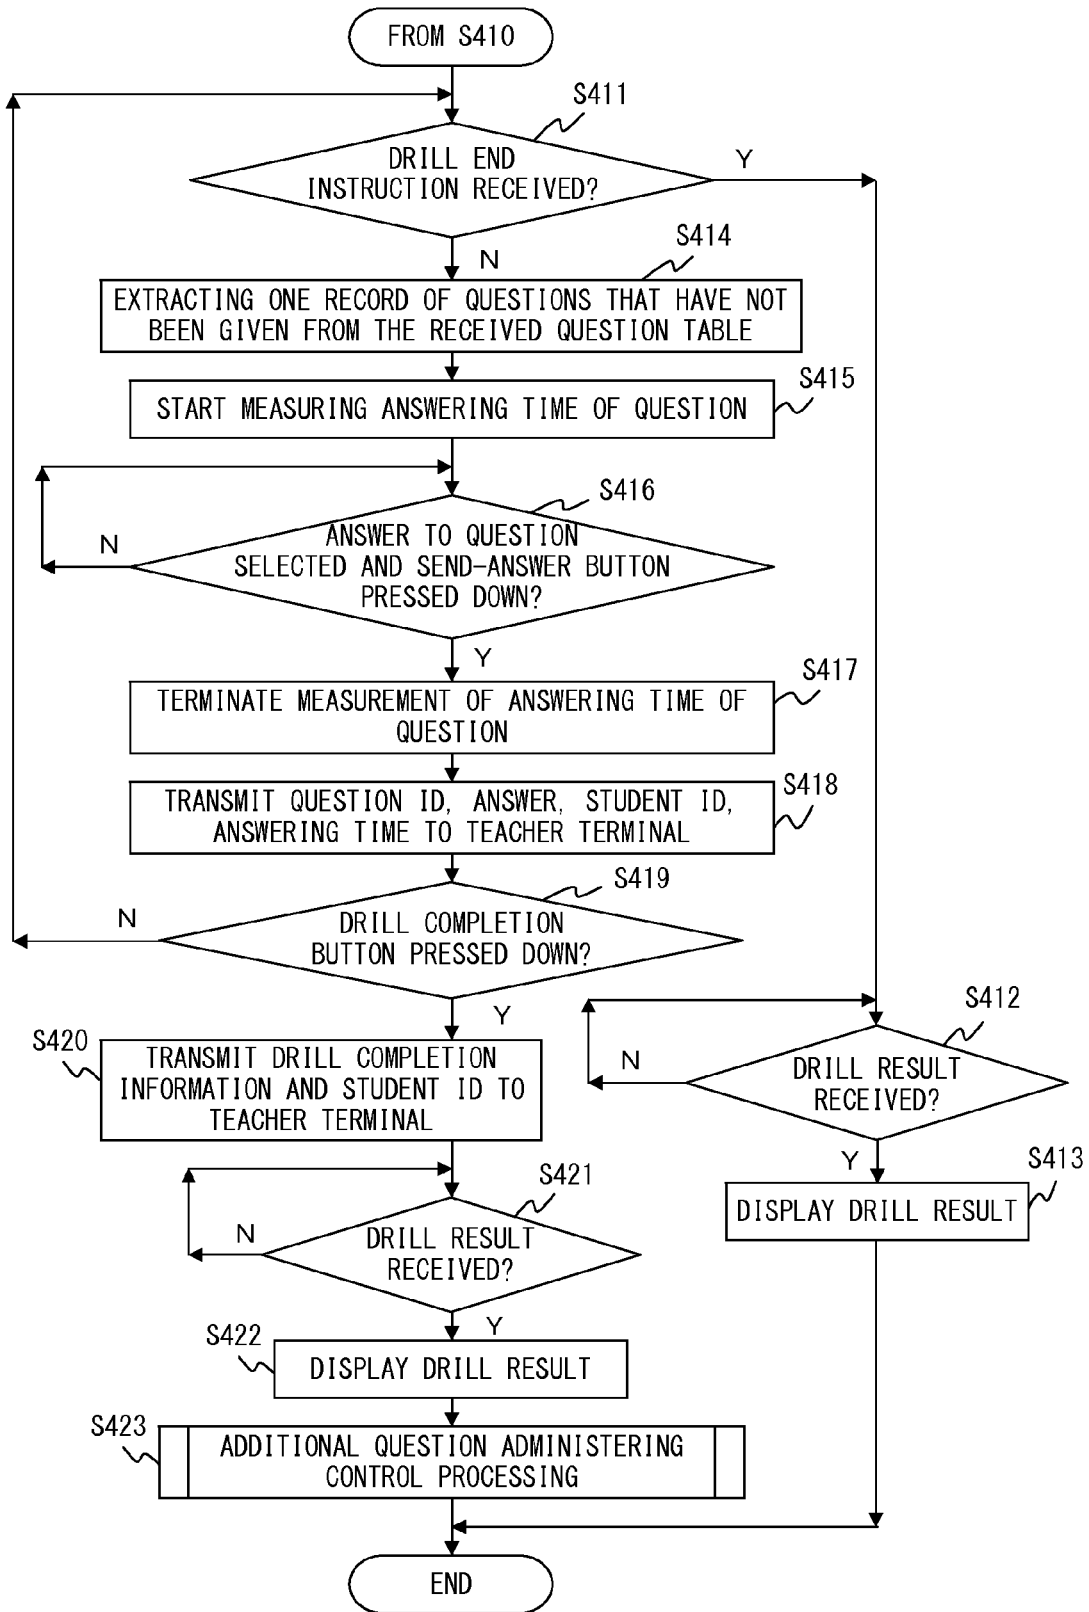 FROM S410
S411
DRILL END
INSTRUCTION RECEIVED?
Y
N
S414
EXTRACTING ONE RECORD OF QUESTIONS THAT HAVE NOT
BEEN GIVEN FROM THE RECEIVED QUESTION TABLE
S415
START MEASURING ANSWERING TIME OF QUESTION
S416
ANSWER TO QUESTION
SELECTED AND SEND-ANSWER BUTTON
PRESSED DOWN?
N
Y
S417
TERMINATE MEASUREMENT OF ANSWERING TIME OF
QUESTION
S418
TRANSMIT QUESTION ID, ANSWER, STUDENT ID,
ANSWERING TIME TO TEACHER TERMINAL
S419
DRILL COMPLETION
BUTTON PRESSED DOWN?
N
Y
S420
TRANSMIT DRILL COMPLETION
INFORMATION AND STUDENT ID TO
TEACHER TERMINAL
S412
DRILL RESULT
RECEIVED?
N
Y
S413
DISPLAY DRILL RESULT
S421
DRILL RESULT
RECEIVED?
N
Y
S422
DISPLAY DRILL RESULT
S423
ADDITIONAL QUESTION ADMINISTERING
CONTROL PROCESSING
END